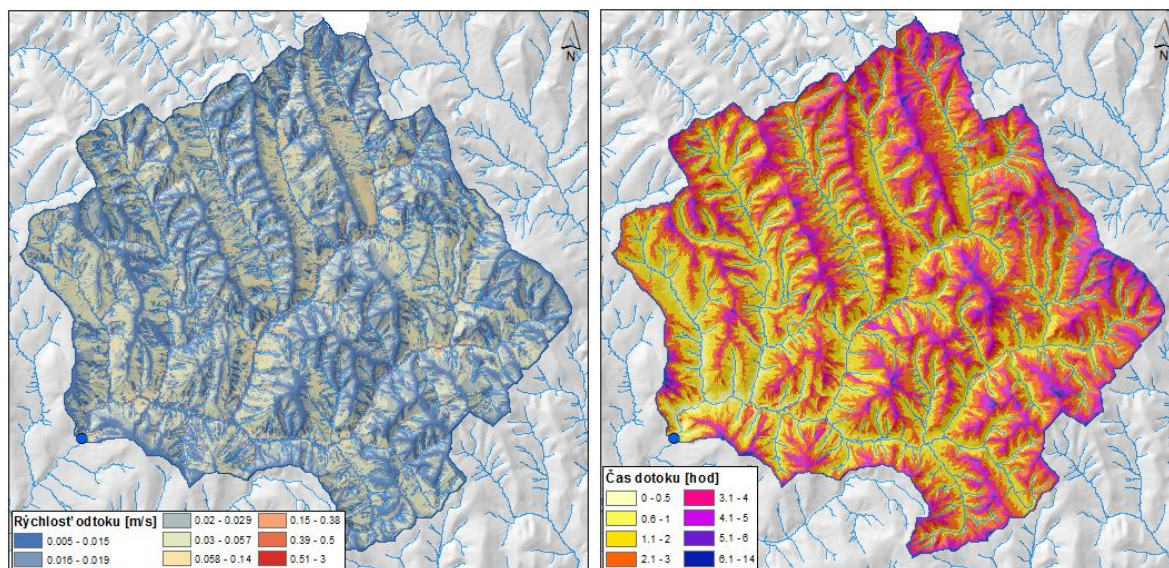 N
N
Rýchlosť odtoku [m/s]
0.005 - 0.015
0.016 - 0.019
0.02 - 0.029
0.03 - 0.057
0.058 - 0.14
0.15 - 0.38
0.39 - 0.5
0.51 - 3
Čas dotoku [hod]
0 - 0.5
0.6 - 1
1.1 - 2
2.1 - 3
3.1 - 4
4.1 - 5
5.1 - 6
6.1 - 14